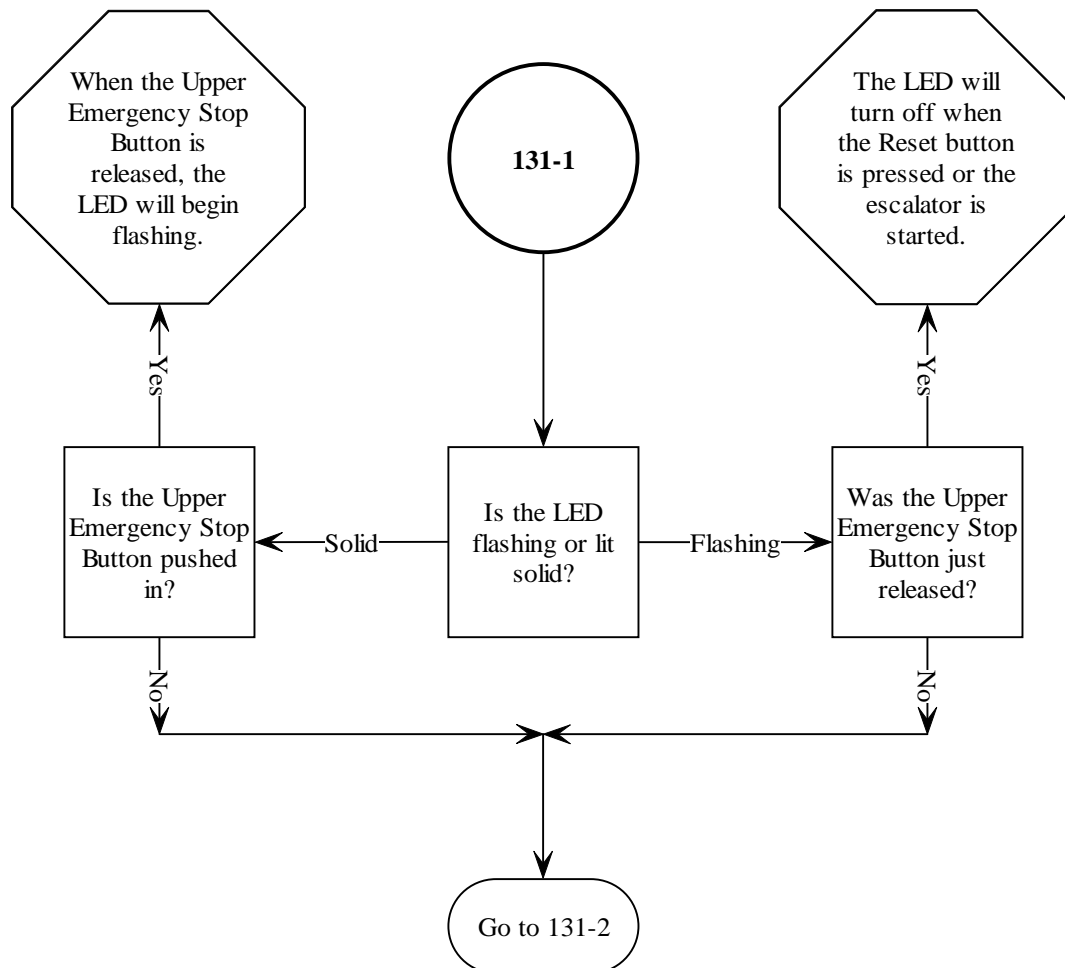 When the Upper
Emergency Stop
Button is
released, the
LED will begin
flashing.
131-1
The LED will
turn off when
the Reset button
is pressed or the
escalator is
started.
Yes
Yes
Is the Upper
Emergency Stop
Button pushed
in?
Solid
Is the LED
flashing or lit
solid?
Flashing
Was the Upper
Emergency Stop
Button just
released?
No
No
Go to 131-2